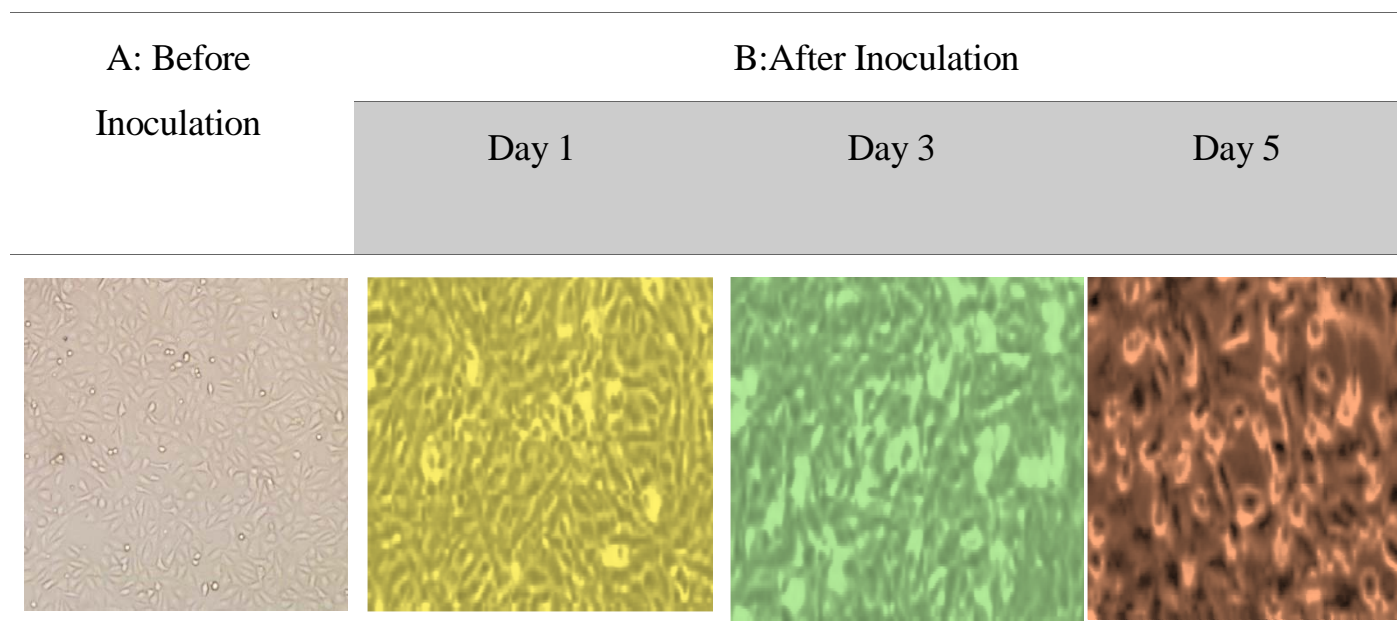 A: Before
Inoculation
B:After Inoculation
Day 1
Day 3
Day 5